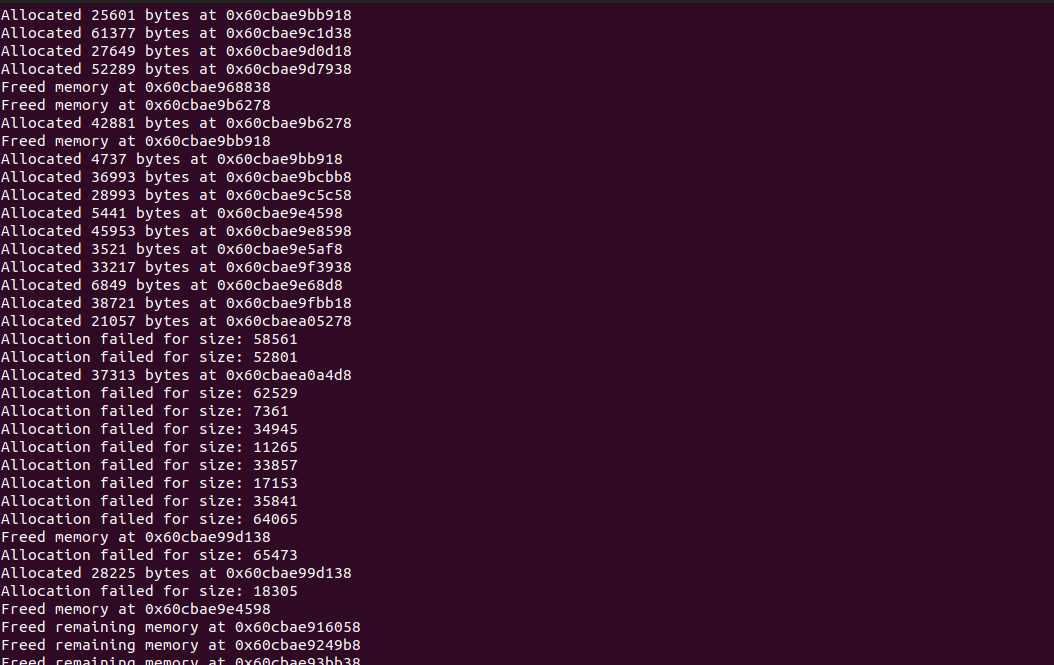 Allocated 25601 bytes at 0x60cbae9bb918
Allocated 61377 bytes at 0x60cbae9c1d38
Allocated 27649 bytes at 0x60cbae9d0d18
Allocated 52289 bytes at 0x60cbae9d7938
Freed memory at 0x60cbae968838
Freed memory at 0x60cbae9b6278
Allocated 42881 bytes at 0x60cbae9b6278
Freed memory at 0x60cbae9bb918
Allocated 4737 bytes at 0x60cbae9bb918
Allocated 36993 bytes at 0x60cbae9bcbb8
Allocated 28993 bytes at 0x60cbae9c5c58
Allocated 5441 bytes at 0x60cbae9e4598
Allocated 45953 bytes at 0x60cbae9e8598
Allocated 3521 bytes at 0x60cbae9e5af8
Allocated 33217 bytes at 0x60cbae9f3938
Allocated 6849 bytes at 0x60cbae9e68d8
Allocated 38721 bytes at 0x60cbae9fbb18
Allocated 21057 bytes at 0x60cbaea05278
Allocation failed for size: 58561
Allocation failed for size: 52801
Allocated 37313 bytes at 0x60cbaea0a4d8
Allocation failed for size: 62529
Allocation failed for size: 7361
Allocation failed for size: 34945
Allocation failed for size: 11265
Allocation failed for size: 33857
Allocation failed for size: 17153
Allocation failed for size: 35841
Allocation failed for size: 64065
Freed memory at 0x60cbae99d138
Allocation failed for size: 65473
Allocated 28225 bytes at 0x60cbae99d138
Allocation failed for size: 18305
Freed memory at 0x60cbae9e4598
Freed remaining memory at 0x60cbae916058
Freed remaining memory at 0x60cbae9249b8
Freed remaining memory at 0x60cbae93bb38